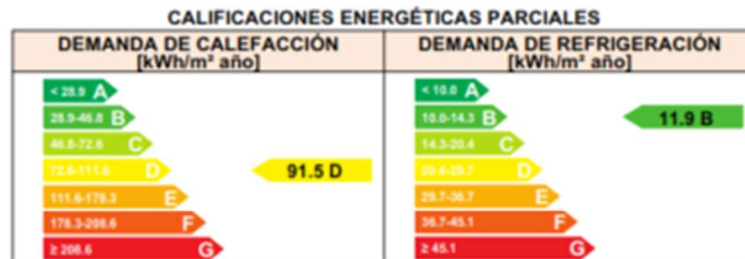 CALIFICACIONES ENERGÉTICAS PARCIALES
DEMANDA DE CALEFACCIÓN
[kWh/m² año]
< 28.9 A
28.9-46.8 B
46.8-72.6 C
72.6-111.6 D
111.6-178.3 E
178.3-208.6 F
≥ 208.6 G
91.5 D
DEMANDA DE REFRIGERACIÓN
[kWh/m² año]
< 10.0 A
10.0-14.3 B
14.3-20.4 C
20.4-29.7 D
29.7-36.7 E
36.7-45.1 F
≥ 45.1 G
11.9 B